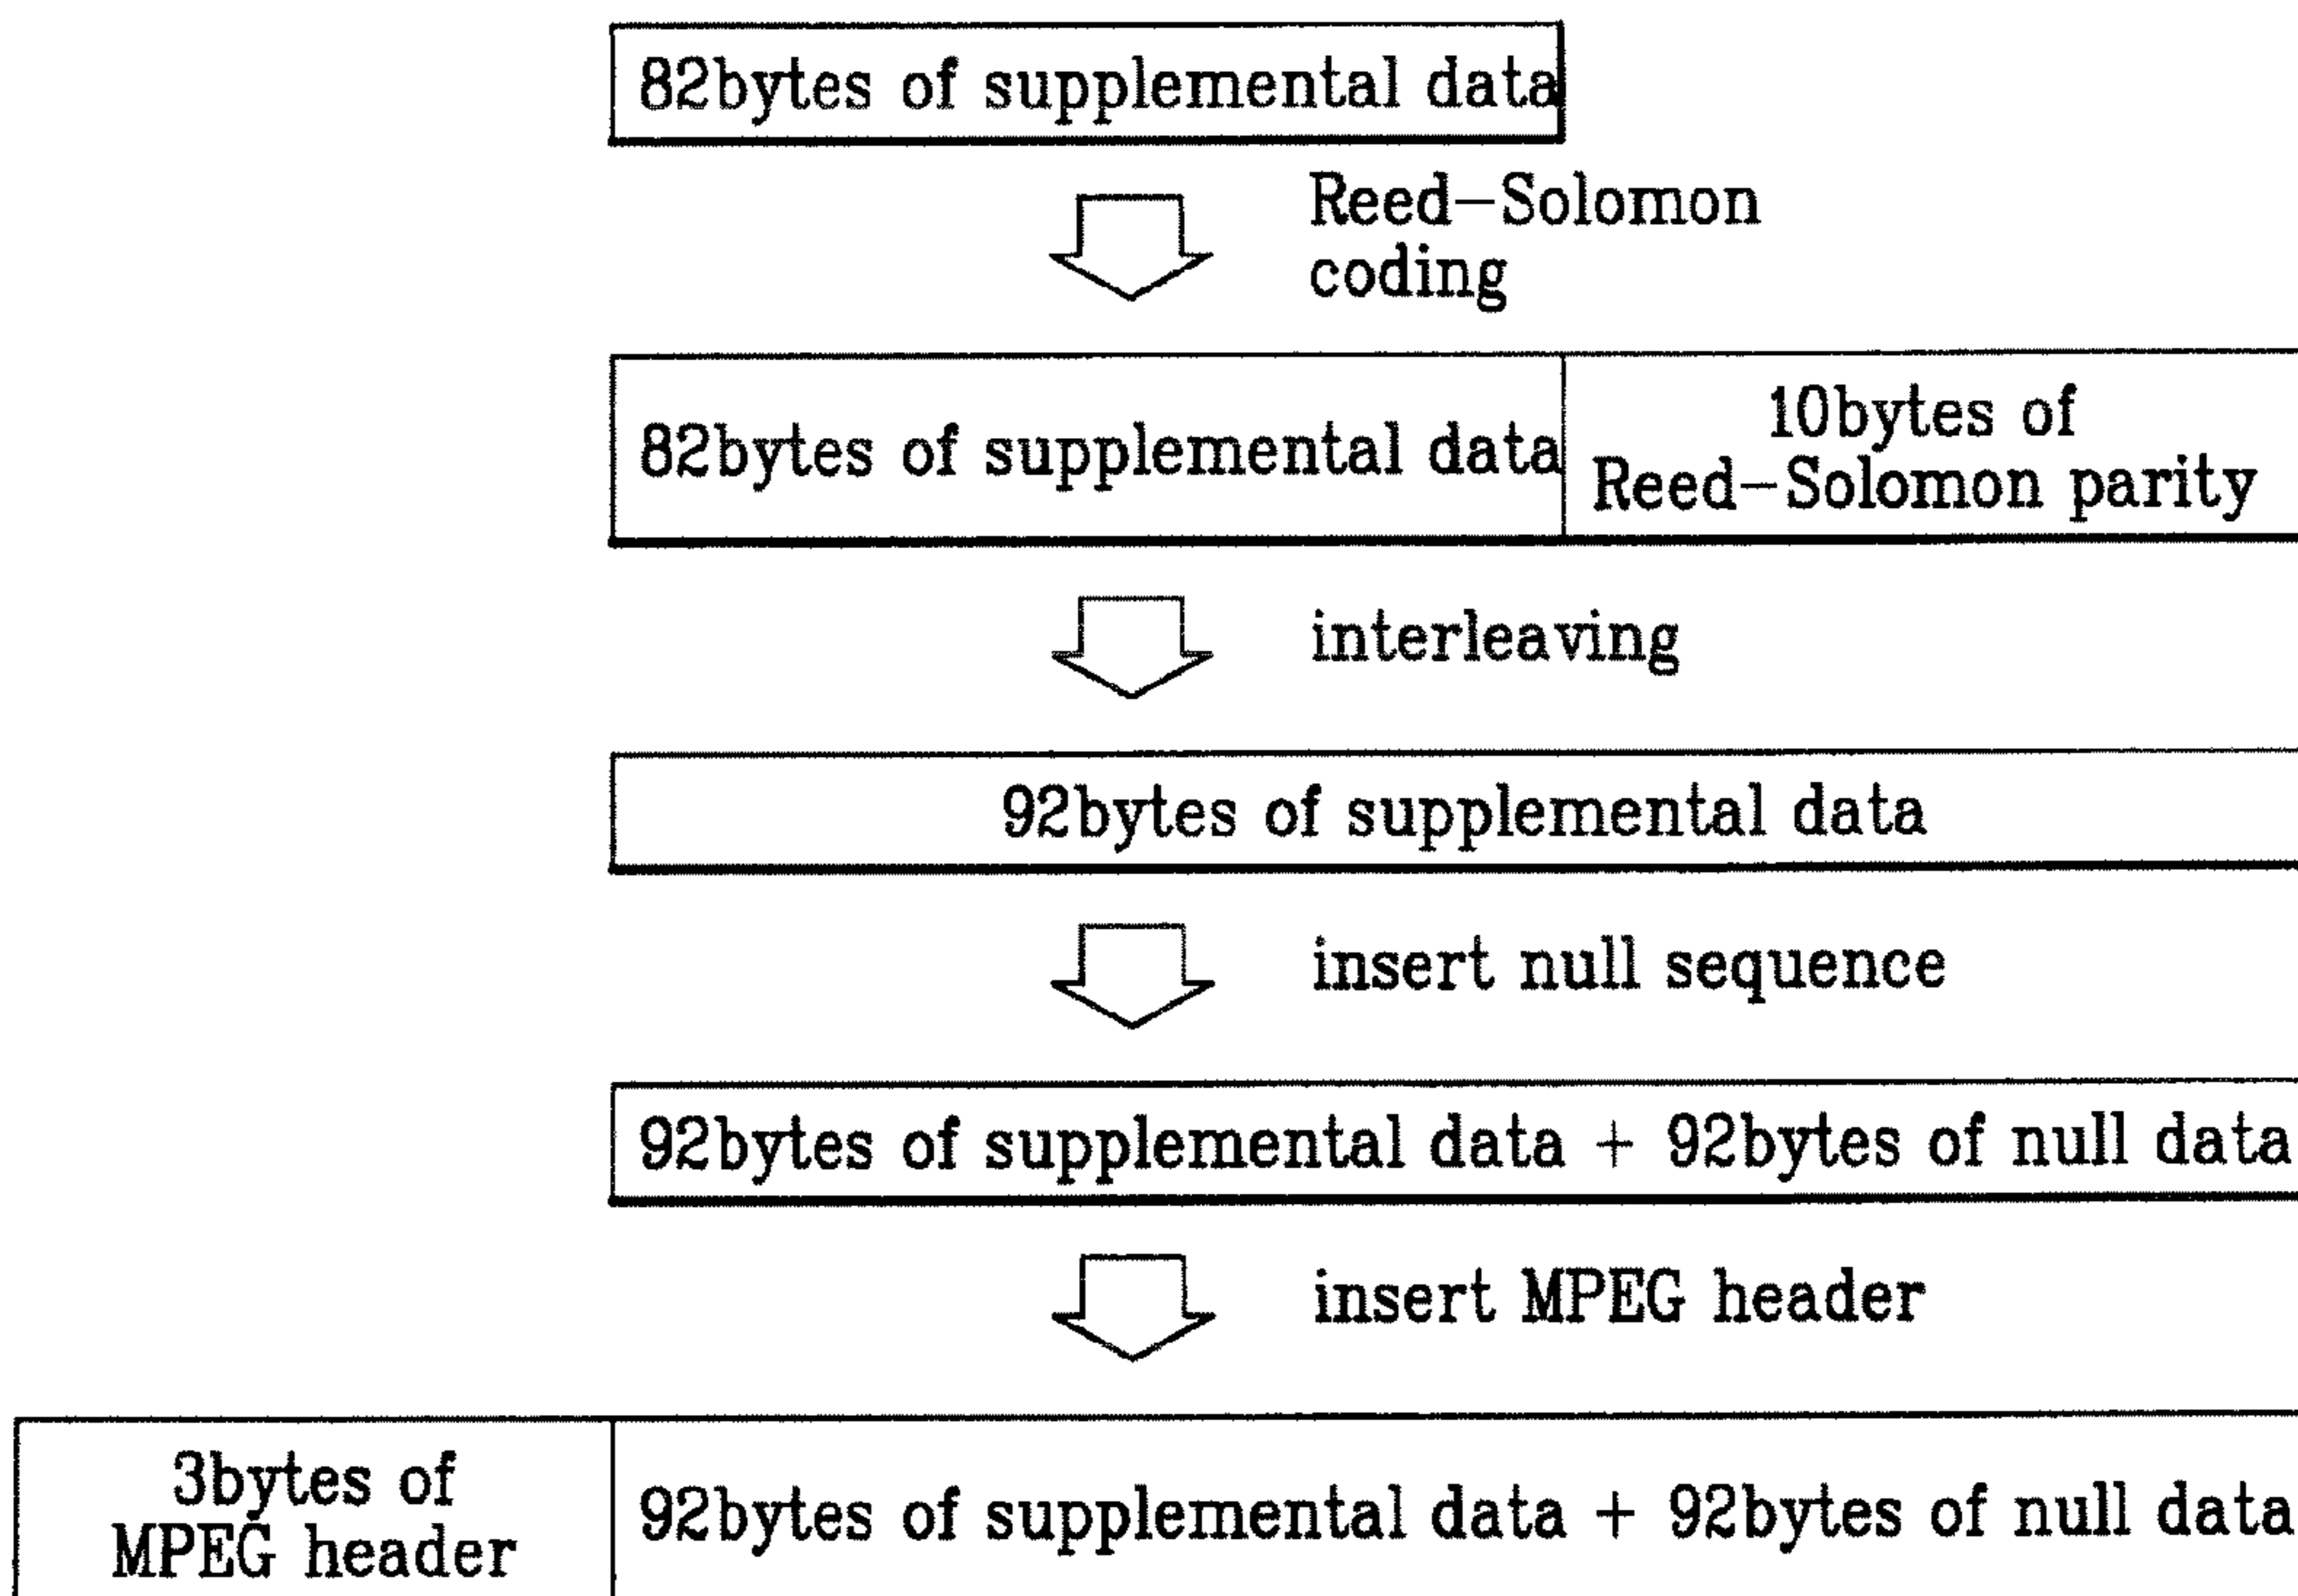 82bytes of supplemental data
Reed-Solomon
coding
82bytes of supplemental data
10bytes of
Reed-Solomon parity
interleaving
92bytes of supplemental data
insert null sequence
92bytes of supplemental data + 92bytes of null data
insert MPEG header
3bytes of
MPEG header
92bytes of supplemental data + 92bytes of null data